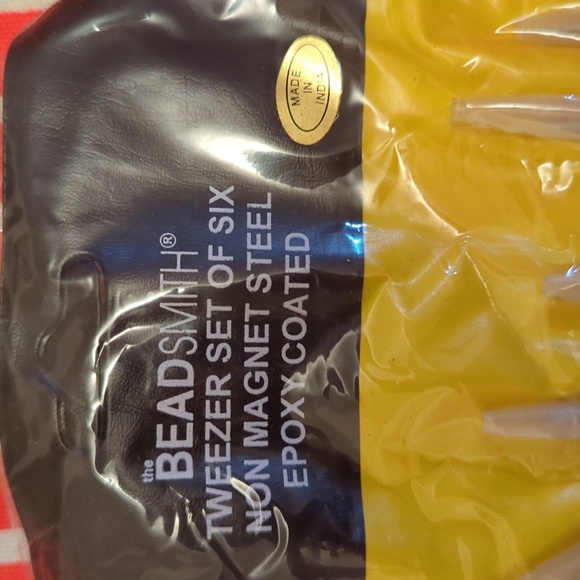 MADE
IN
INDIA
the
BEADSMITH®
TWEEZER SET OF SIX
NON MAGNET STEEL
EPOXY COATED